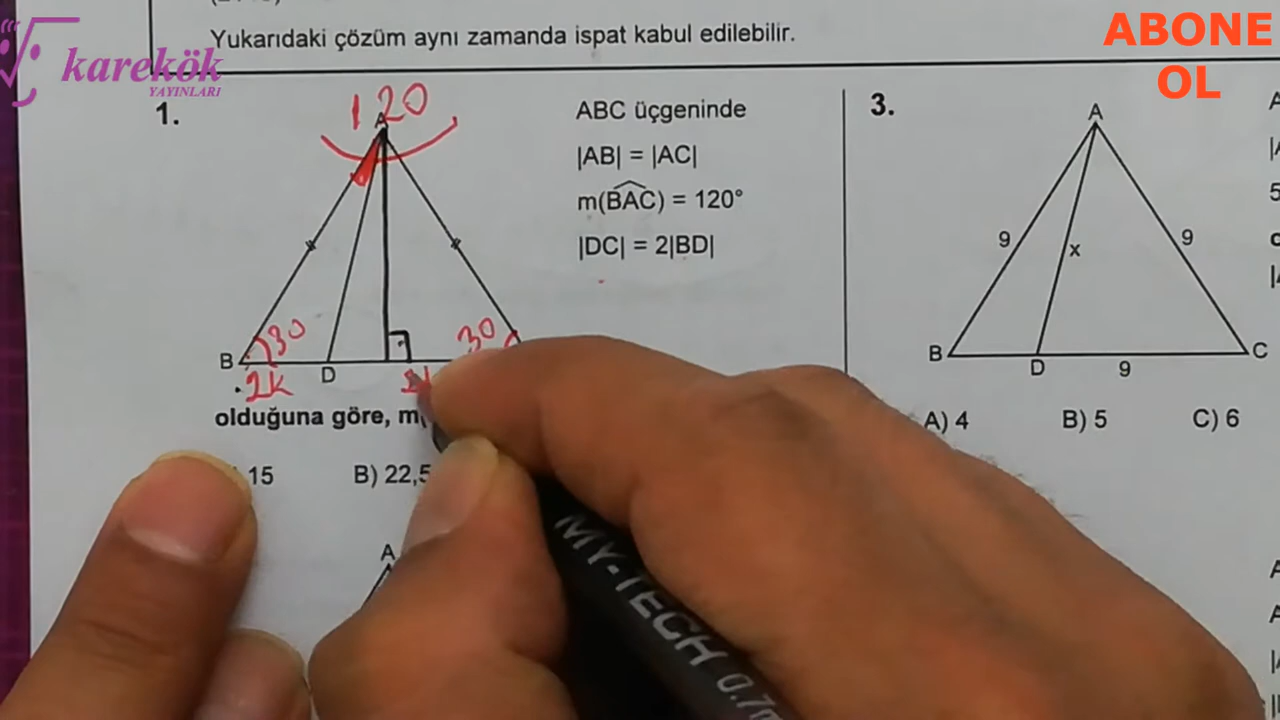 Yukarıdaki çözüm aynı zamanda ispat kabul edilebilir.
karekök
YAYINLARI
ABONE
OL
1.
120
A
30
30
B
D
2K
ABC üçgeninde
|AB| = |AC|
m(BAC) = 120°
|DC| = 2|BD|
olduğuna göre, m(
15
B) 22,5
A
3.
A
9
x
9
B
D
9
C
A) 4
B) 5
C) 6
MY-TECH 0.7